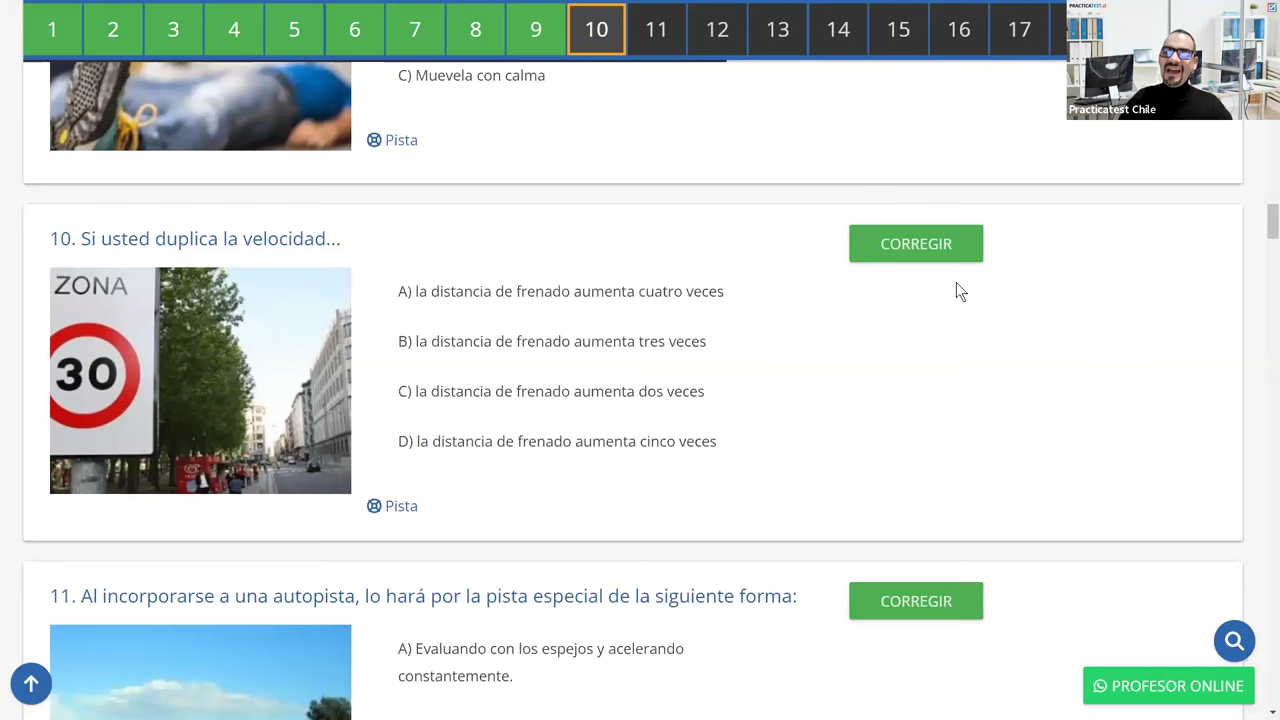 1 2 3 4 5 6 7 8 9 10 11 12 13 14 15 16 17
PRACTICATEST.cl
Practicatest Chile
C) Muevela con calma
Pista
10. Si usted duplica la velocidad...
CORREGIR
ZONA
30
A) la distancia de frenado aumenta cuatro veces
B) la distancia de frenado aumenta tres veces
C) la distancia de frenado aumenta dos veces
D) la distancia de frenado aumenta cinco veces
Pista
11. Al incorporarse a una autopista, lo hará por la pista especial de la siguiente forma:
CORREGIR
A) Evaluando con los espejos y acelerando
constantemente.
PROFESOR ONLINE